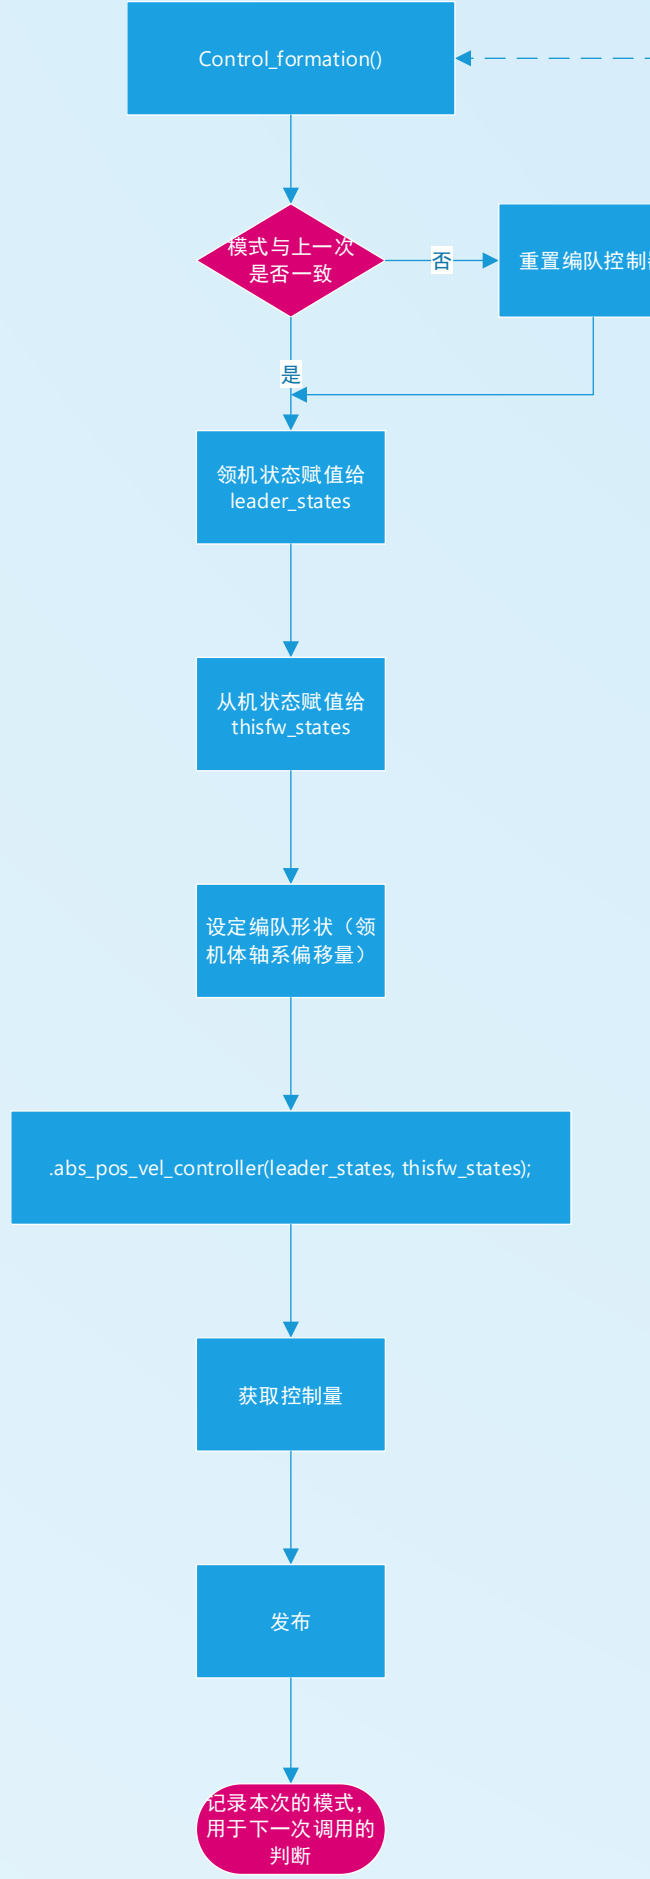 Control_formation()
模式与上一次
是否一致
否
重置编队控制
是
领机状态赋值给
leader_states
从机状态赋值给
thisfw_states
设定编队形状（领
机体轴系偏移量）
.abs_pos_vel_controller(leader_states, thisfw_states);
获取控制量
发布
记录本次的模式，
用于下一次调用的
判断